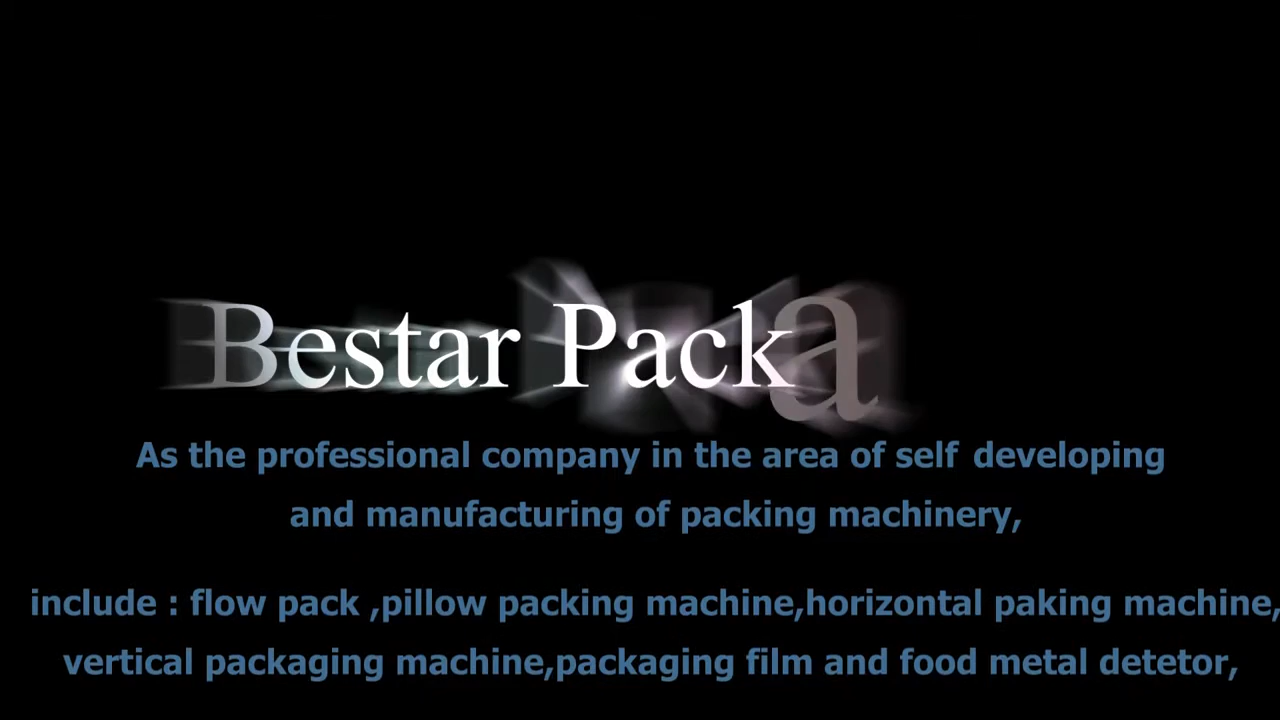 Bestar Packa
As the professional company in the area of self developing
and manufacturing of packing machinery,
include : flow pack ,pillow packing machine,horizontal paking machine,
vertical packaging machine,packaging film and food metal detetor,